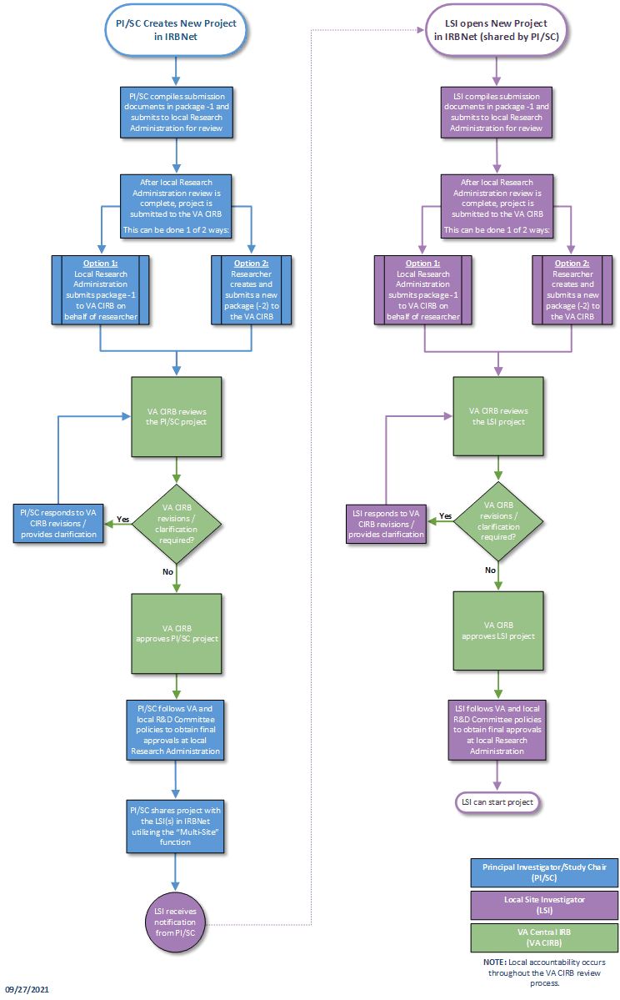 PI/SC Creates New Project
in IRBNet
PI/SC compiles submission
documents in package -1 and
submits to local Research
Administration for review
After local Research
Administration review is
complete, project is
submitted to the VA CIRB
This can be done 1 of 2 ways:
Option 1:
Local Research
Administration
submits package -1
to VA CIRB on
behalf of researcher
Option 2:
Researcher
creates and
submits a new
package (-2) to
the VA CIRB
VA CIRB reviews
the PI/SC project
VA CIRB
revisions /
clarification
required?
Yes
PI/SC responds to VA
CIRB revisions /
provides clarification
No
VA CIRB
approves PI/SC project
PI/SC follows VA and
local R&D Committee
policies to obtain final
approvals at local
Research Administration
PI/SC shares project with
the LSI(s) in IRBNet
utilizing the “Multi-Site”
function
LSI receives
notification
from PI/SC
LSI opens New Project
in IRBNet (shared by PI/SC)
LSI compiles submission
documents in package -1 and
submits to local Research
Administration for review
After local Research
Administration review is
complete, project is
submitted to the VA CIRB
This can be done 1 of 2 ways:
Option 1:
Local Research
Administration
submits package -1
to VA CIRB on
behalf of researcher
Option 2:
Researcher
creates and
submits a new
package (-2) to
the VA CIRB
VA CIRB reviews
the LSI project
VA CIRB
revisions /
clarification
required?
Yes
LSI responds to VA
CIRB revisions /
provides clarification
No
VA CIRB
approves LSI project
LSI follows VA and local
R&D Committee policies
to obtain final approvals
at local Research
Administration
LSI can start project
Principal Investigator/Study Chair
(PI/SC)
Local Site Investigator
(LSI)
VA Central IRB
(VA CIRB)
NOTE: Local accountability occurs
throughout the VA CIRB review
process.
09/27/2021